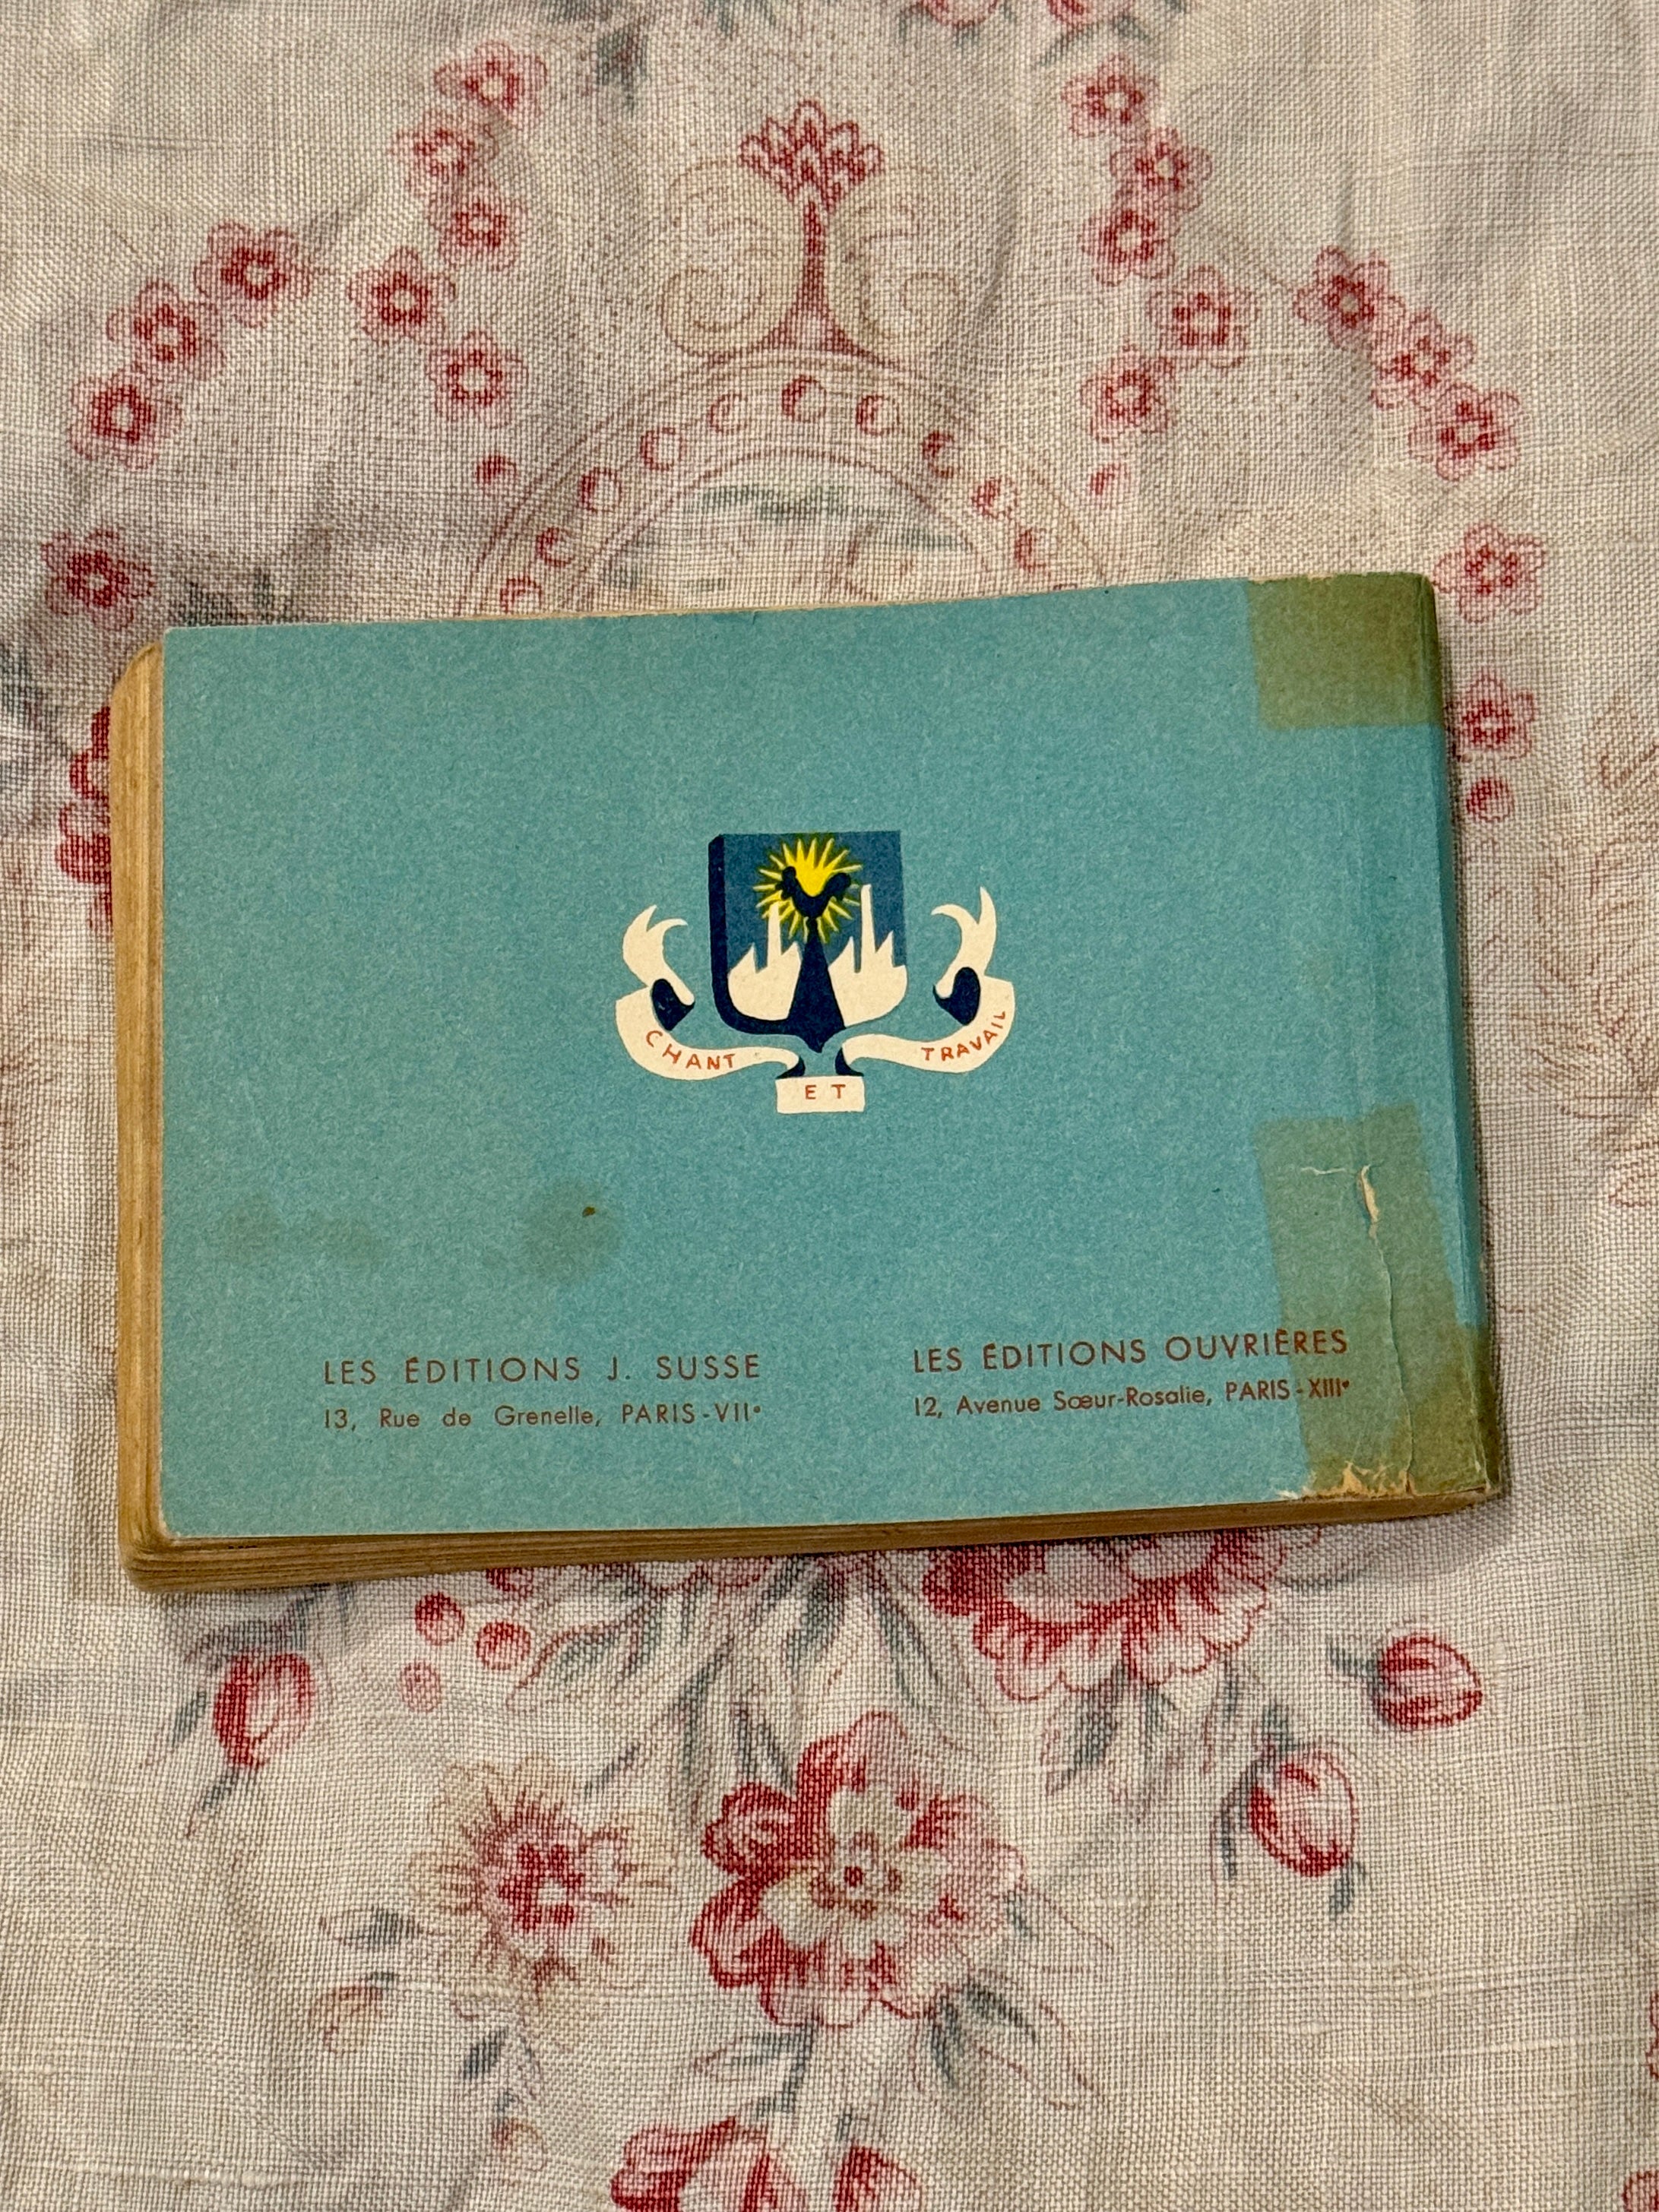 CHANT
ET
TRAVAIL
LES ÉDITIONS J. SUSSE
13, Rue de Grenelle, PARIS-VIIe
LES ÉDITIONS OUVRIÈRES
12, Avenue Sœur-Rosalie, PARIS-XIIIe